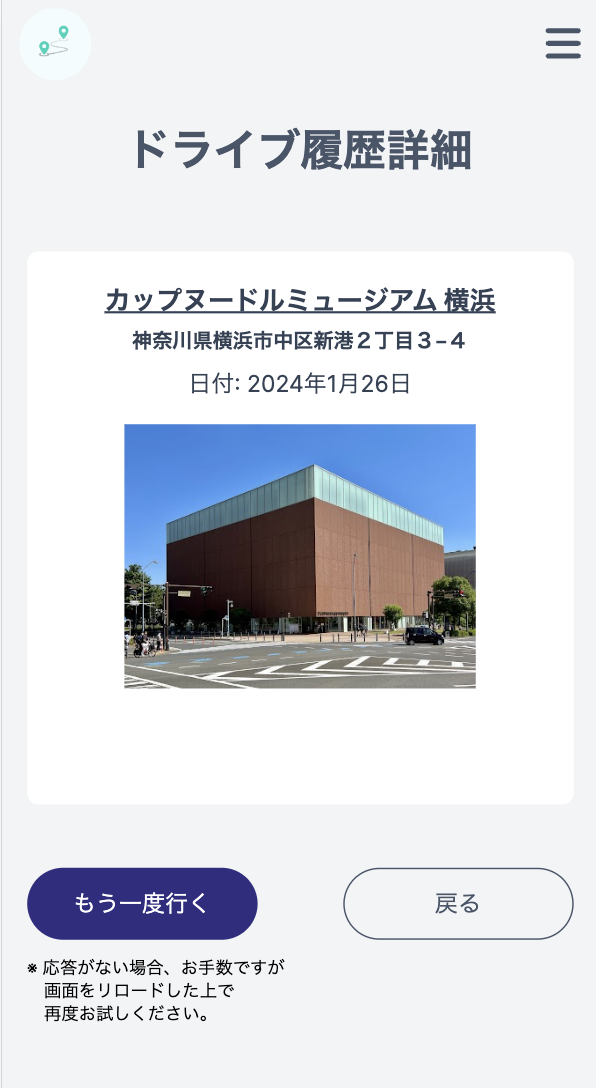 ドライブ履歴詳細
カップヌードルミュージアム 横浜
神奈川県横浜市中区新港２丁目３−４
日付: 2024年1月26日
もう一度行く
戻る
※ 応答がない場合、お手数ですが
画面をリロードした上で
再度お試しください。